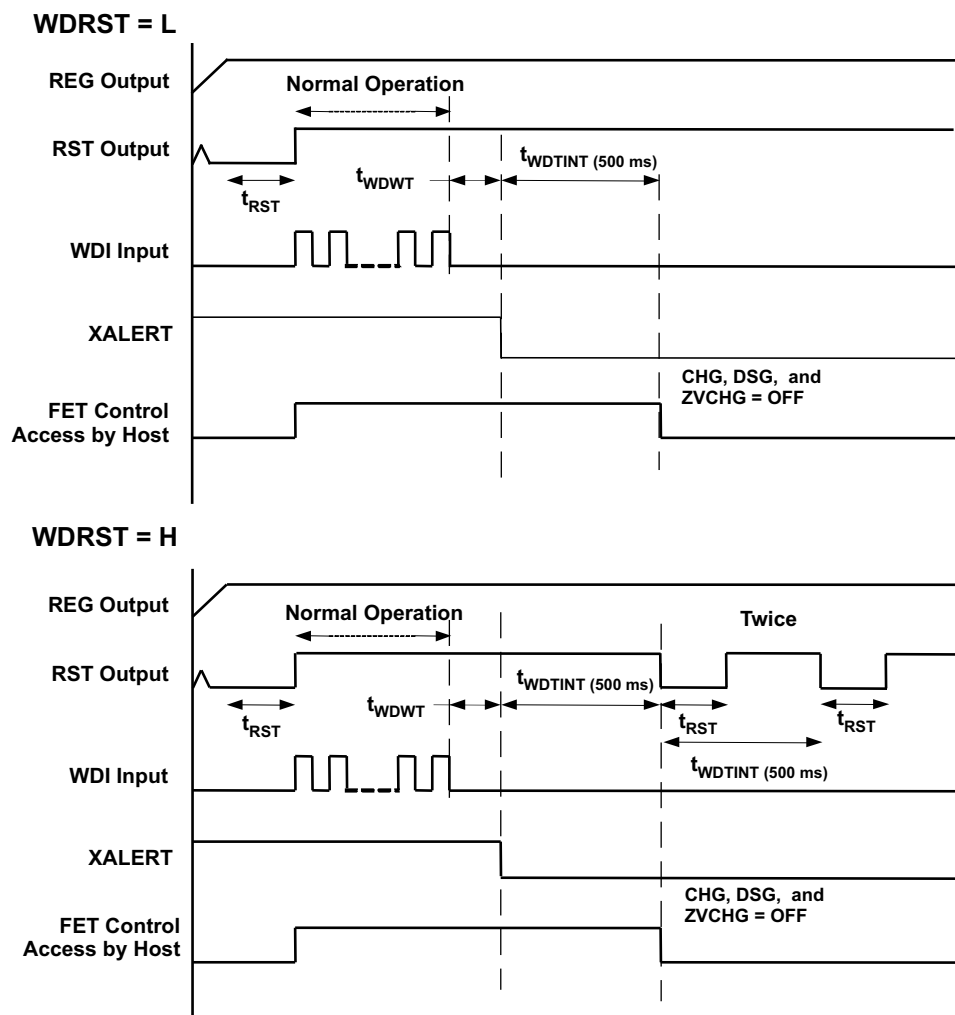 WDRST = L
REG Output
Normal Operation
RST Output
tRST
tWDWT
tWDTINT (500 ms)
WDI Input
XALERT
CHG, DSG, and
ZVCHG = OFF
FET Control
Access by Host
WDRST = H
REG Output
Normal Operation
Twice
RST Output
tRST
tWDWT
tWDTINT (500 ms)
tRST
tRST
tWDTINT (500 ms)
WDI Input
XALERT
CHG, DSG, and
ZVCHG = OFF
FET Control
Access by Host